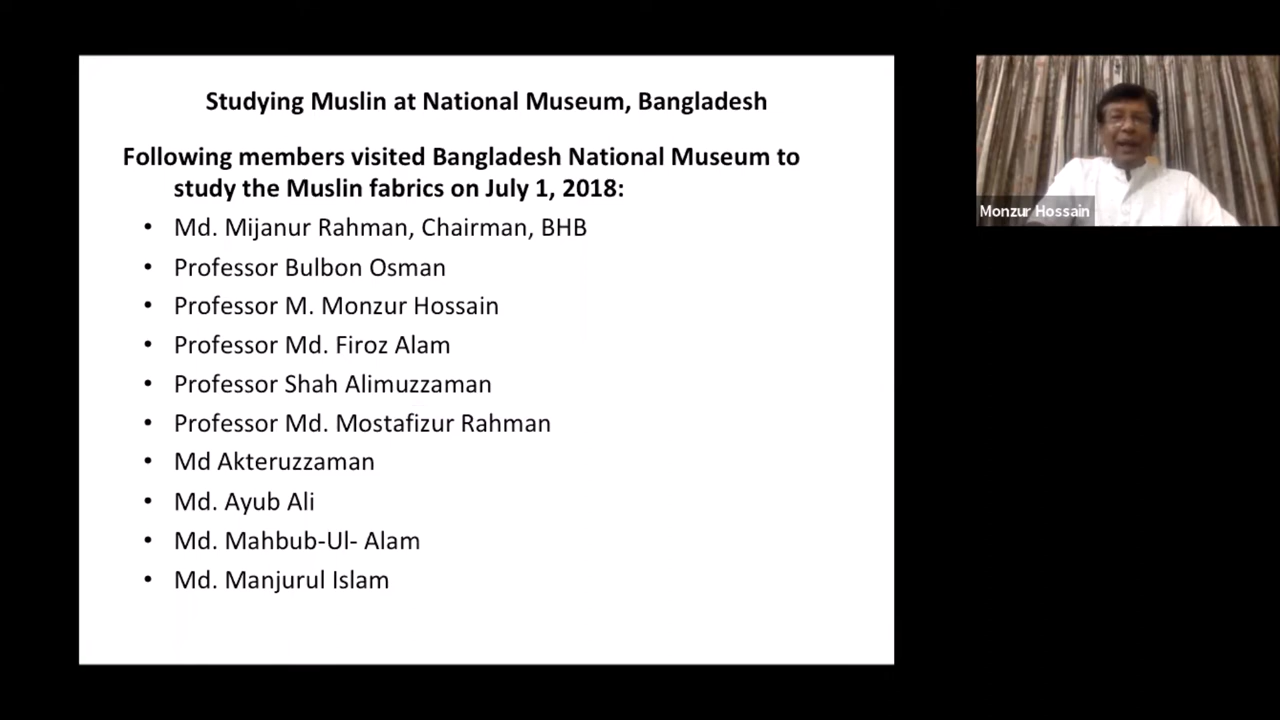 Studying Muslin at National Museum, Bangladesh
Following members visited Bangladesh National Museum to
study the Muslin fabrics on July 1, 2018:
• Md. Mijanur Rahman, Chairman, BHB
• Professor Bulbon Osman
• Professor M. Monzur Hossain
• Professor Md. Firoz Alam
• Professor Shah Alimuzzaman
• Professor Md. Mostafizur Rahman
• Md Akteruzzaman
• Md. Ayub Ali
• Md. Mahbub-Ul- Alam
• Md. Manjurul Islam
Monzur Hossain